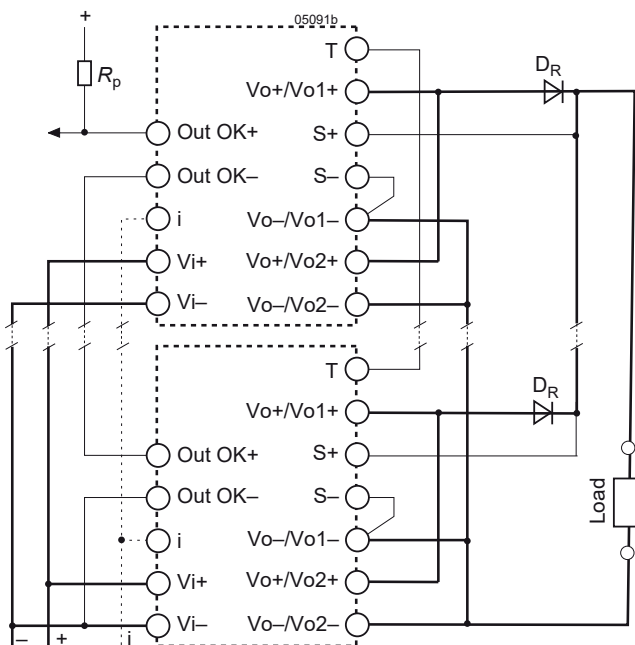 +
05091b
Rp
T
Vo+/Vo1+
DR
Out OK+
S+
Out OK–
S–
i
Vo–/Vo1–
Vi+
Vo+/Vo2+
Vi–
Vo–/Vo2–
T
Vo+/Vo1+
DR
Out OK+
S+
Out OK–
S–
i
Vo–/Vo1–
Vi+
Vo+/Vo2+
Vi–
Vo–/Vo2–
Load
– + i